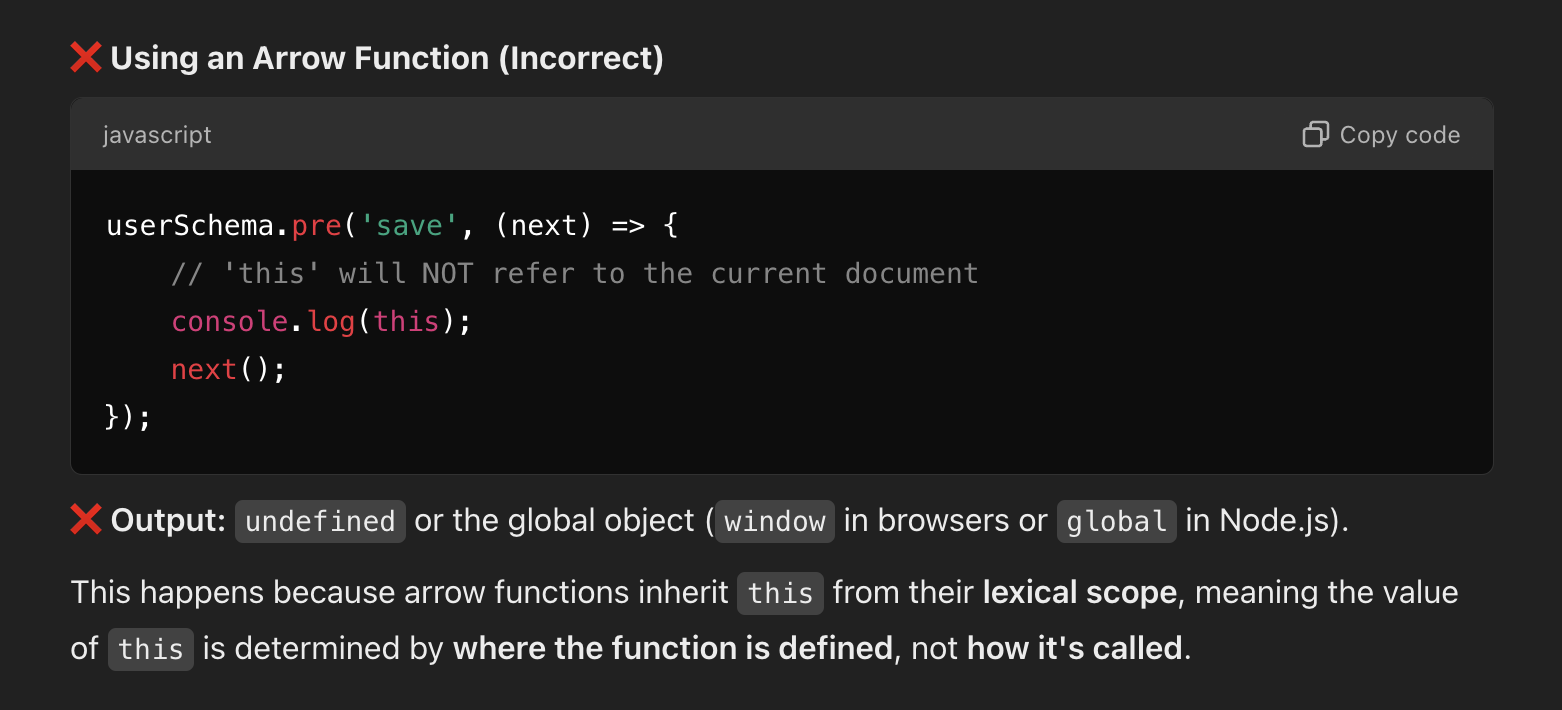 ❌ Using an Arrow Function (Incorrect)
javascript
Copy code
userSchema.pre('save', (next) => {
    // 'this' will NOT refer to the current document
    console.log(this);
    next();
});
❌ Output: undefined or the global object (window in browsers or global in Node.js).
This happens because arrow functions inherit this from their lexical scope, meaning the value
of this is determined by where the function is defined, not how it's called.